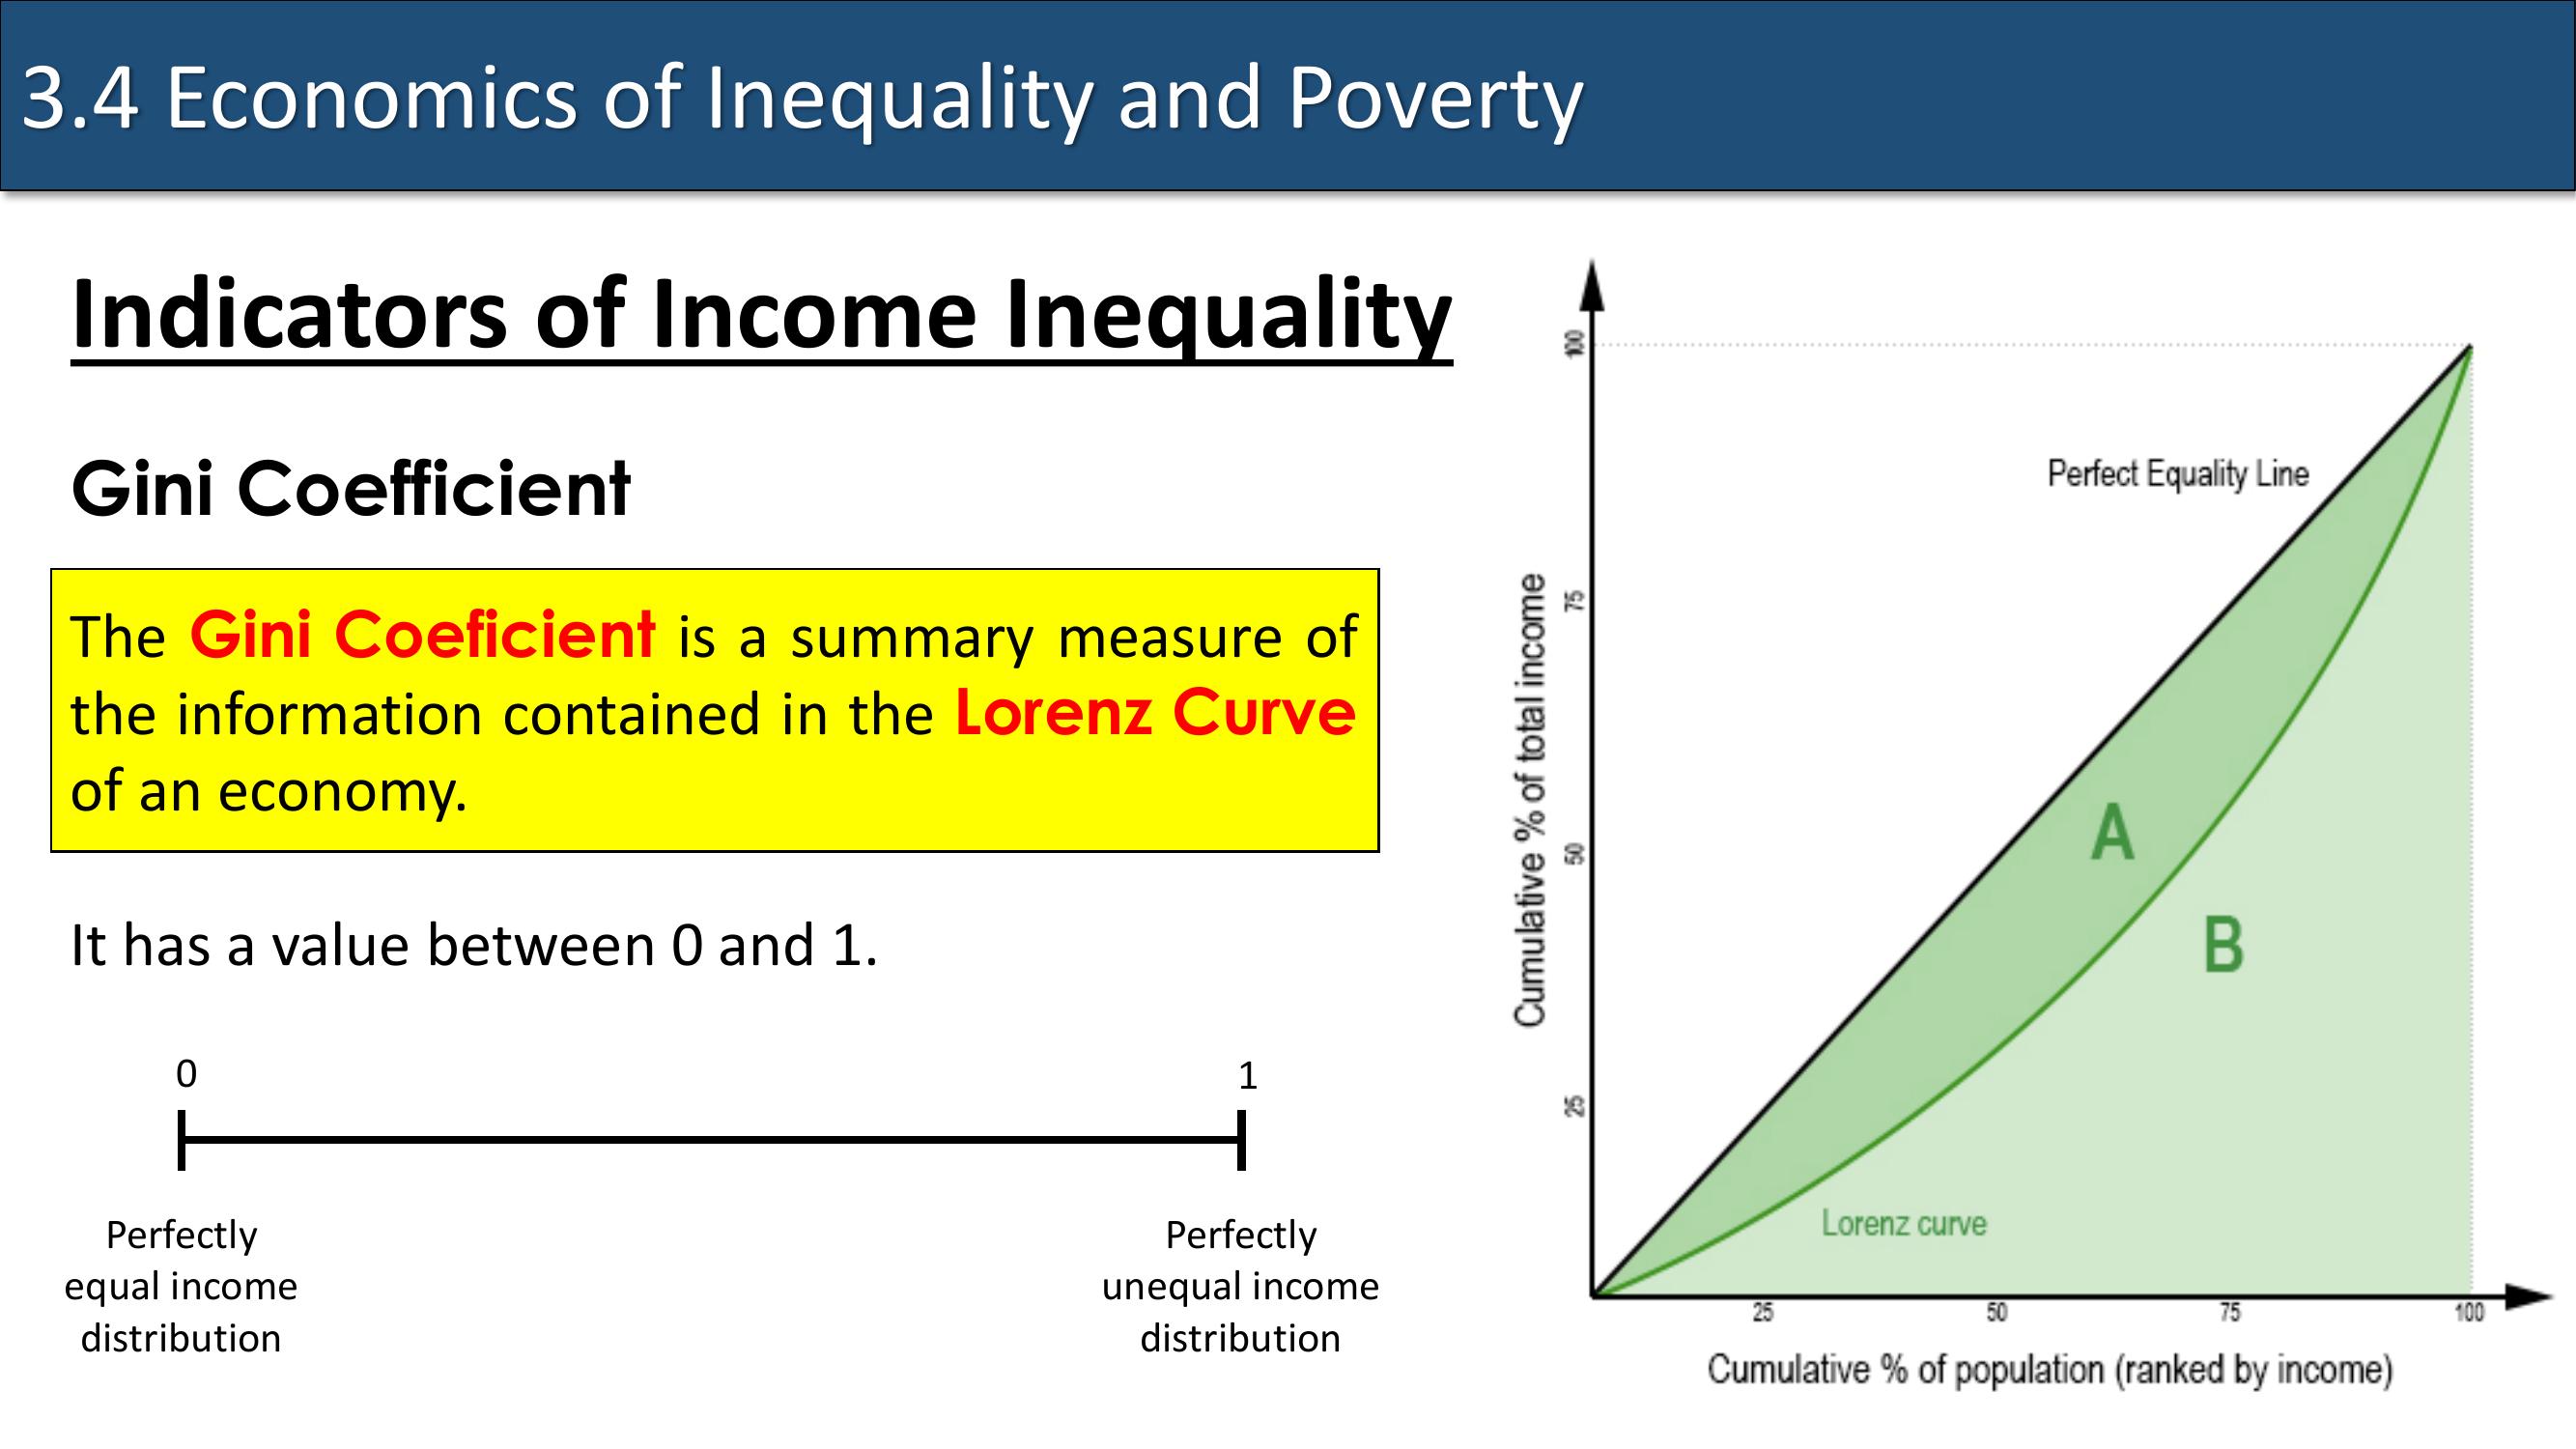 3.4 Economics of Inequality and Poverty
Indicators of Income Inequality
Gini Coefficient
The Gini Coeficient is a summary measure of
the information contained in the Lorenz Curve
of an economy.
It has a value between 0 and 1.
0
1
Perfectly
equal income
distribution
Perfectly
unequal income
distribution
Cumulative % of total income
100
75
50
25
Perfect Equality Line
A
B
Lorenz curve
25
50
75
100
Cumulative % of population (ranked by income)